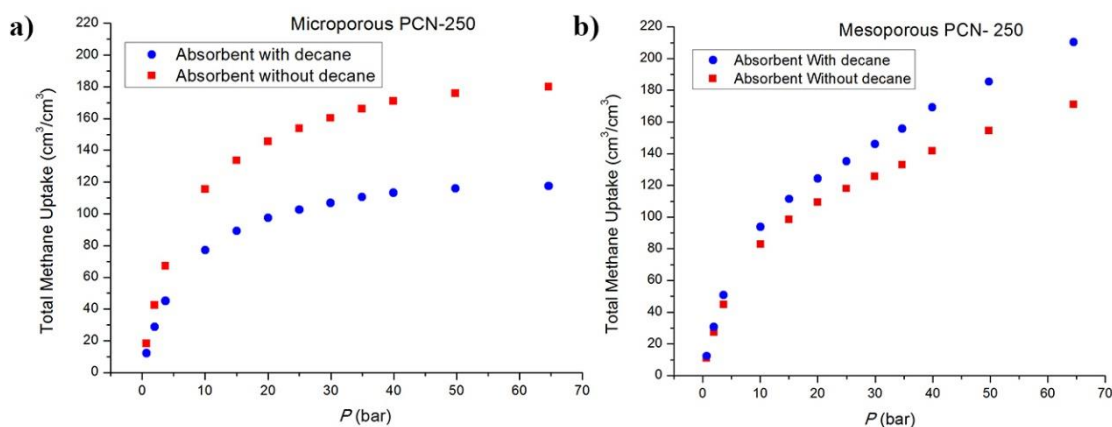 a)
Microporous PCN-250
Absorbent with decane
Absorbent without decane
Total Methane Uptake (cm³/cm³)
220
200
180
160
140
120
100
80
60
40
20
0
0 10 20 30 40 50 60 70
P (bar)
b)
Mesoporous PCN- 250
Absorbent With decane
Absorbent Without decane
Total Methane Uptake (cm³/cm³)
220
200
180
160
140
120
100
80
60
40
20
0
0 10 20 30 40 50 60 70
P (bar)